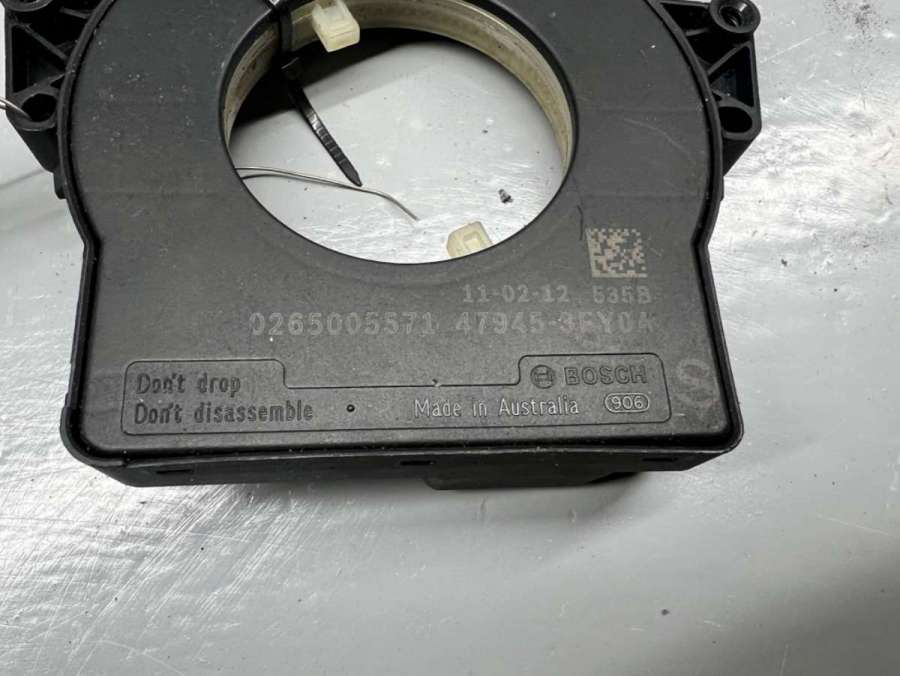 11-02-12 535B
0265005571 47945-3FY0A
Don't drop
BOSCH
Don't disassemble
Made in Australia 906